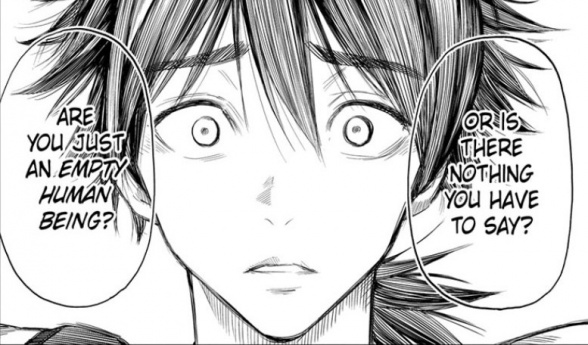 OR IS
THERE
NOTHING
YOU HAVE
TO SAY?
ARE
YOU JUST
AN EMPTY
HUMAN
BEING?